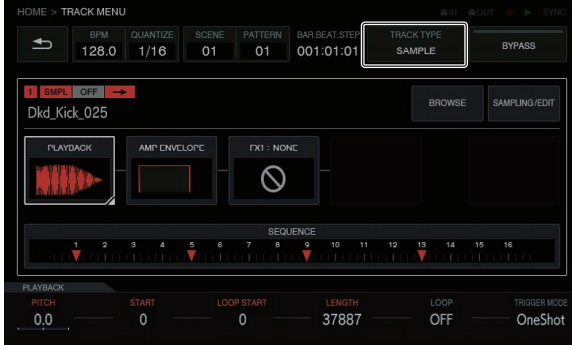 HOME > TRACK MENU
IN OUT SYNC
BPM QUANTIZE SCENE PATTERN BAR:BEAT:STEP TRACK TYPE
128.0 1/16 01 01 001:01:01 SAMPLE BYPASS
1 SMPL OFF
Dkd_Kick_025 BROWSE SAMPLING/EDIT
PLAYBACK AMP ENVELOPE FX1 : NONE
SEQUENCE
1 2 3 4 5 6 7 8 9 10 11 12 13 14 15 16
PLAYBACK
PITCH START LOOP START LENGTH LOOP TRIGGER MODE
0.0 0 0 37887 OFF OneShot